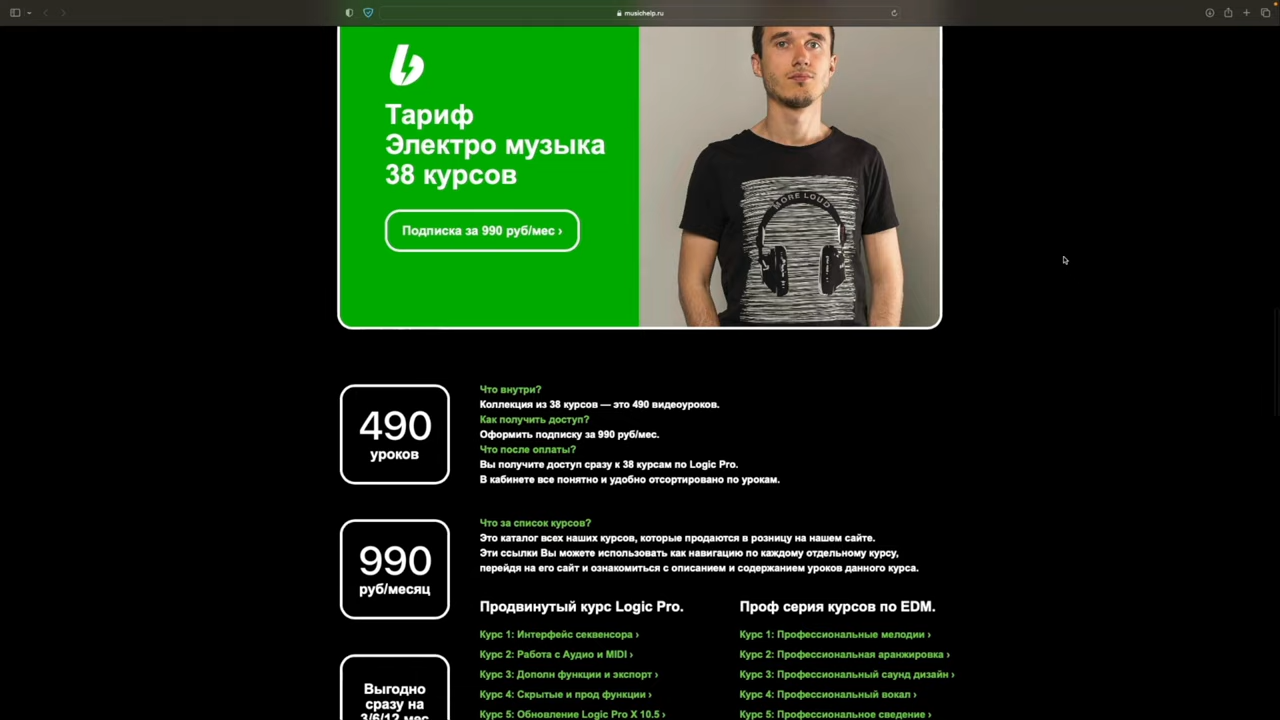 musichelp.ru
Тариф
Электро музыка
38 курсов
Подписка за 990 руб/мес ›
MORE LOUD
490
уроков
Что внутри?
Коллекция из 38 курсов — это 490 видеоуроков.
Как получить доступ?
Оформить подписку за 990 руб/мес.
Что после оплаты?
Вы получите доступ сразу к 38 курсам по Logic Pro.
В кабинете все понятно и удобно отсортировано по урокам.
990
руб/месяц
Что за список курсов?
Это каталог всех наших курсов, которые продаются в розницу на нашем сайте.
Эти ссылки Вы можете использовать как навигацию по каждому отдельному курсу,
перейдя на его сайт и ознакомиться с описанием и содержанием уроков данного курса.
Выгодно
сразу на
3/6/12 мес
Продвинутый курс Logic Pro.
Курс 1: Интерфейс секвенсора ›
Курс 2: Работа с Аудио и MIDI ›
Курс 3: Дополн функции и экспорт ›
Курс 4: Скрытые и прод функции ›
Курс 5: Обновление Logic Pro X 10.5 ›
Проф серия курсов по EDM.
Курс 1: Профессиональные мелодии ›
Курс 2: Профессиональная аранжировка ›
Курс 3: Профессиональный саунд дизайн ›
Курс 4: Профессиональный вокал ›
Курс 5: Профессиональное сведение ›